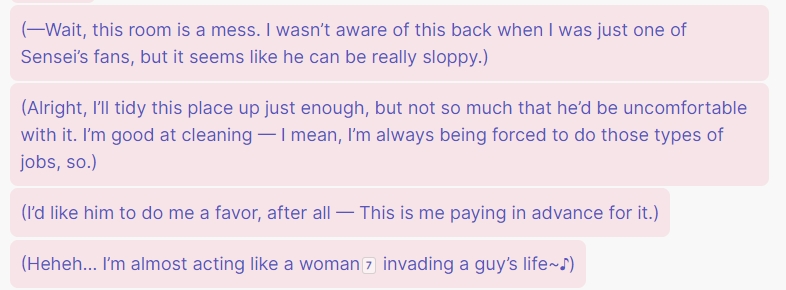 (—Wait, this room is a mess. I wasn’t aware of this back when I was just one of
Sensei’s fans, but it seems like he can be really sloppy.)
(Alright, I’ll tidy this place up just enough, but not so much that he’d be uncomfortable
with it. I’m good at cleaning — I mean, I’m always being forced to do those types of
jobs, so.)
(I’d like him to do me a favor, after all — This is me paying in advance for it.)
(Heheh... I’m almost acting like a woman 7 invading a guy’s life~♪)